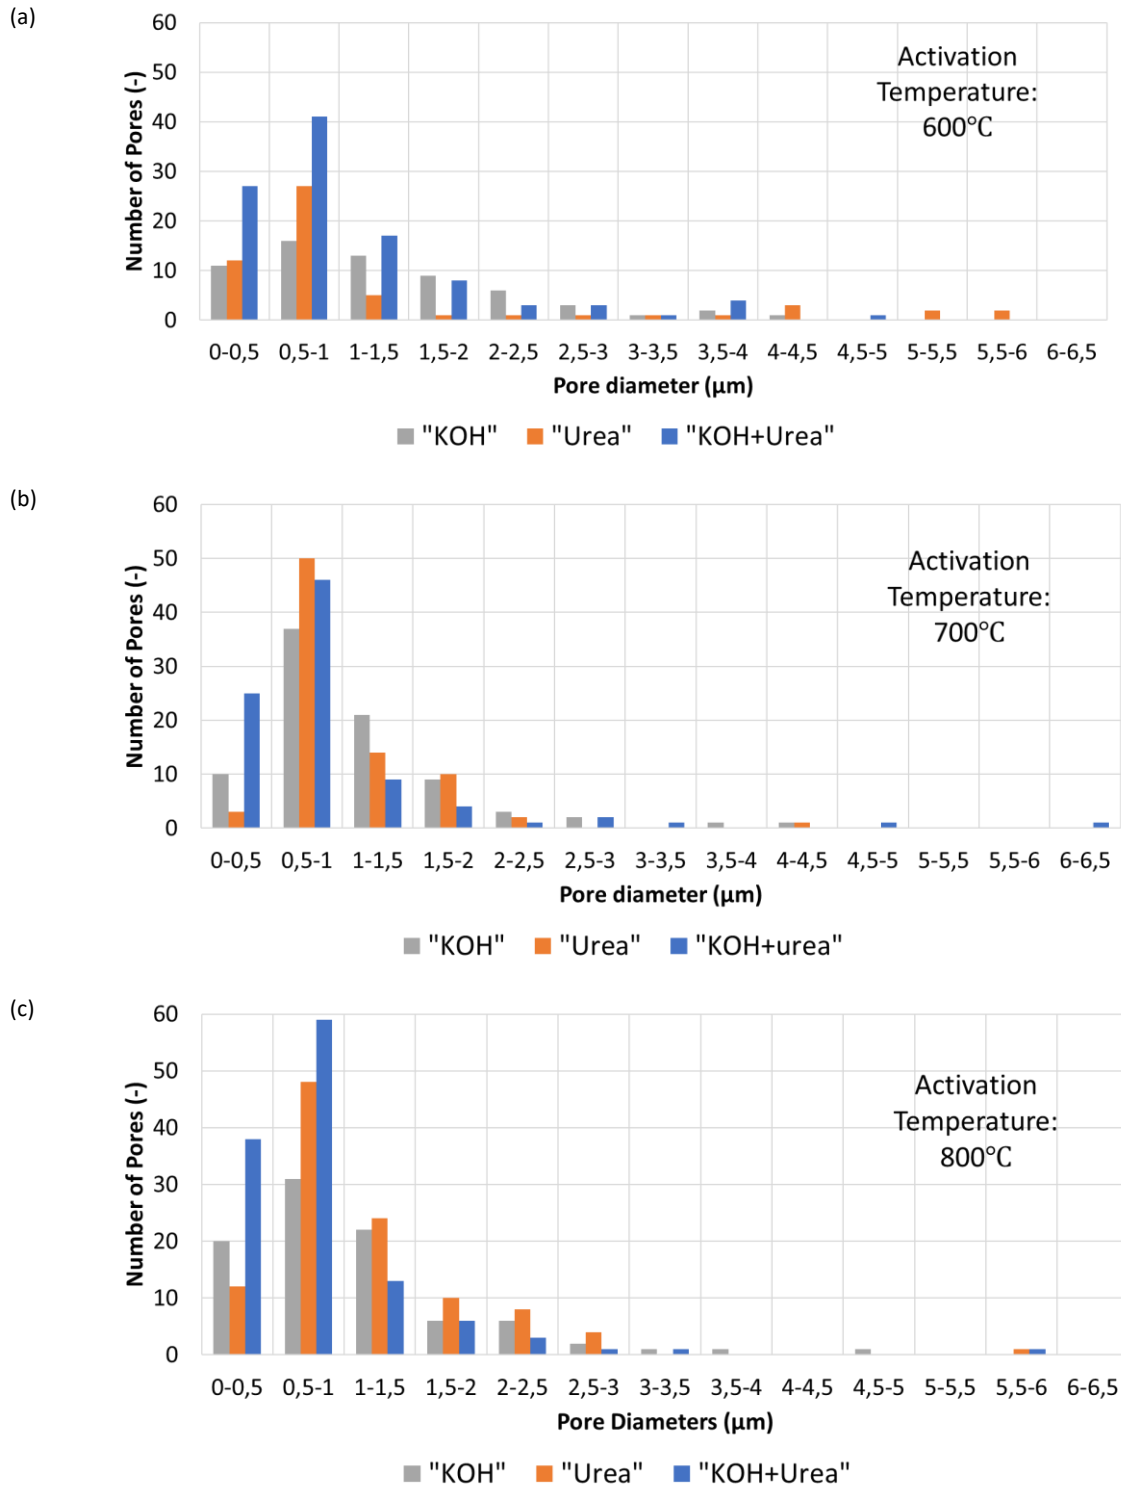 (a)
60
50
40
30
20
10
0
Number of Pores (-)
Activation
Temperature:
600℃
0-0,5 0,5-1 1-1,5 1,5-2 2-2,5 2,5-3 3-3,5 3,5-4 4-4,5 4,5-5 5-5,5 5,5-6 6-6,5
Pore diameter (µm)
"KOH" "Urea" "KOH+Urea"
(b)
60
50
40
30
20
10
0
Number of Pores (-)
Activation
Temperature:
700℃
0-0,5 0,5-1 1-1,5 1,5-2 2-2,5 2,5-3 3-3,5 3,5-4 4-4,5 4,5-5 5-5,5 5,5-6 6-6,5
Pore diameter (µm)
"KOH" "Urea" "KOH+urea"
(c)
60
50
40
30
20
10
0
Number of Pores (-)
Activation
Temperature:
800℃
0-0,5 0,5-1 1-1,5 1,5-2 2-2,5 2,5-3 3-3,5 3,5-4 4-4,5 4,5-5 5-5,5 5,5-6 6-6,5
Pore Diameters (µm)
"KOH" "Urea" "KOH+Urea"